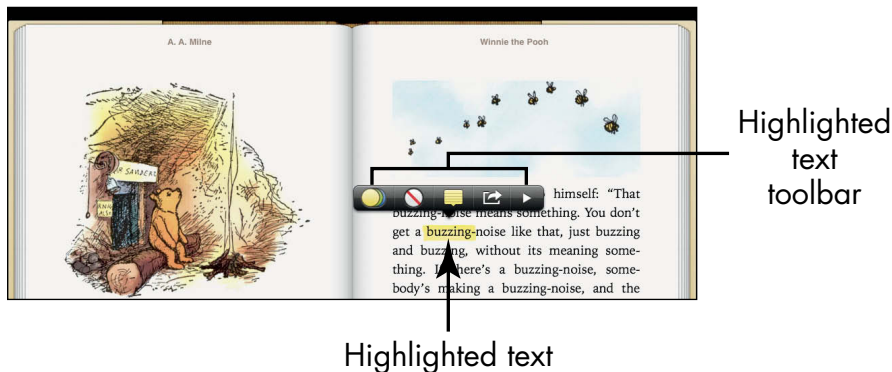 A. A. Milne
Winnie the Pooh
SANDERS
himself: “That
buzzing-noise means something. You don’t
get a buzzing-noise like that, just buzzing
and buzzing, without its meaning some-
thing. If there’s a buzzing-noise, some-
body’s making a buzzing-noise, and the
Highlighted
text
toolbar
Highlighted text